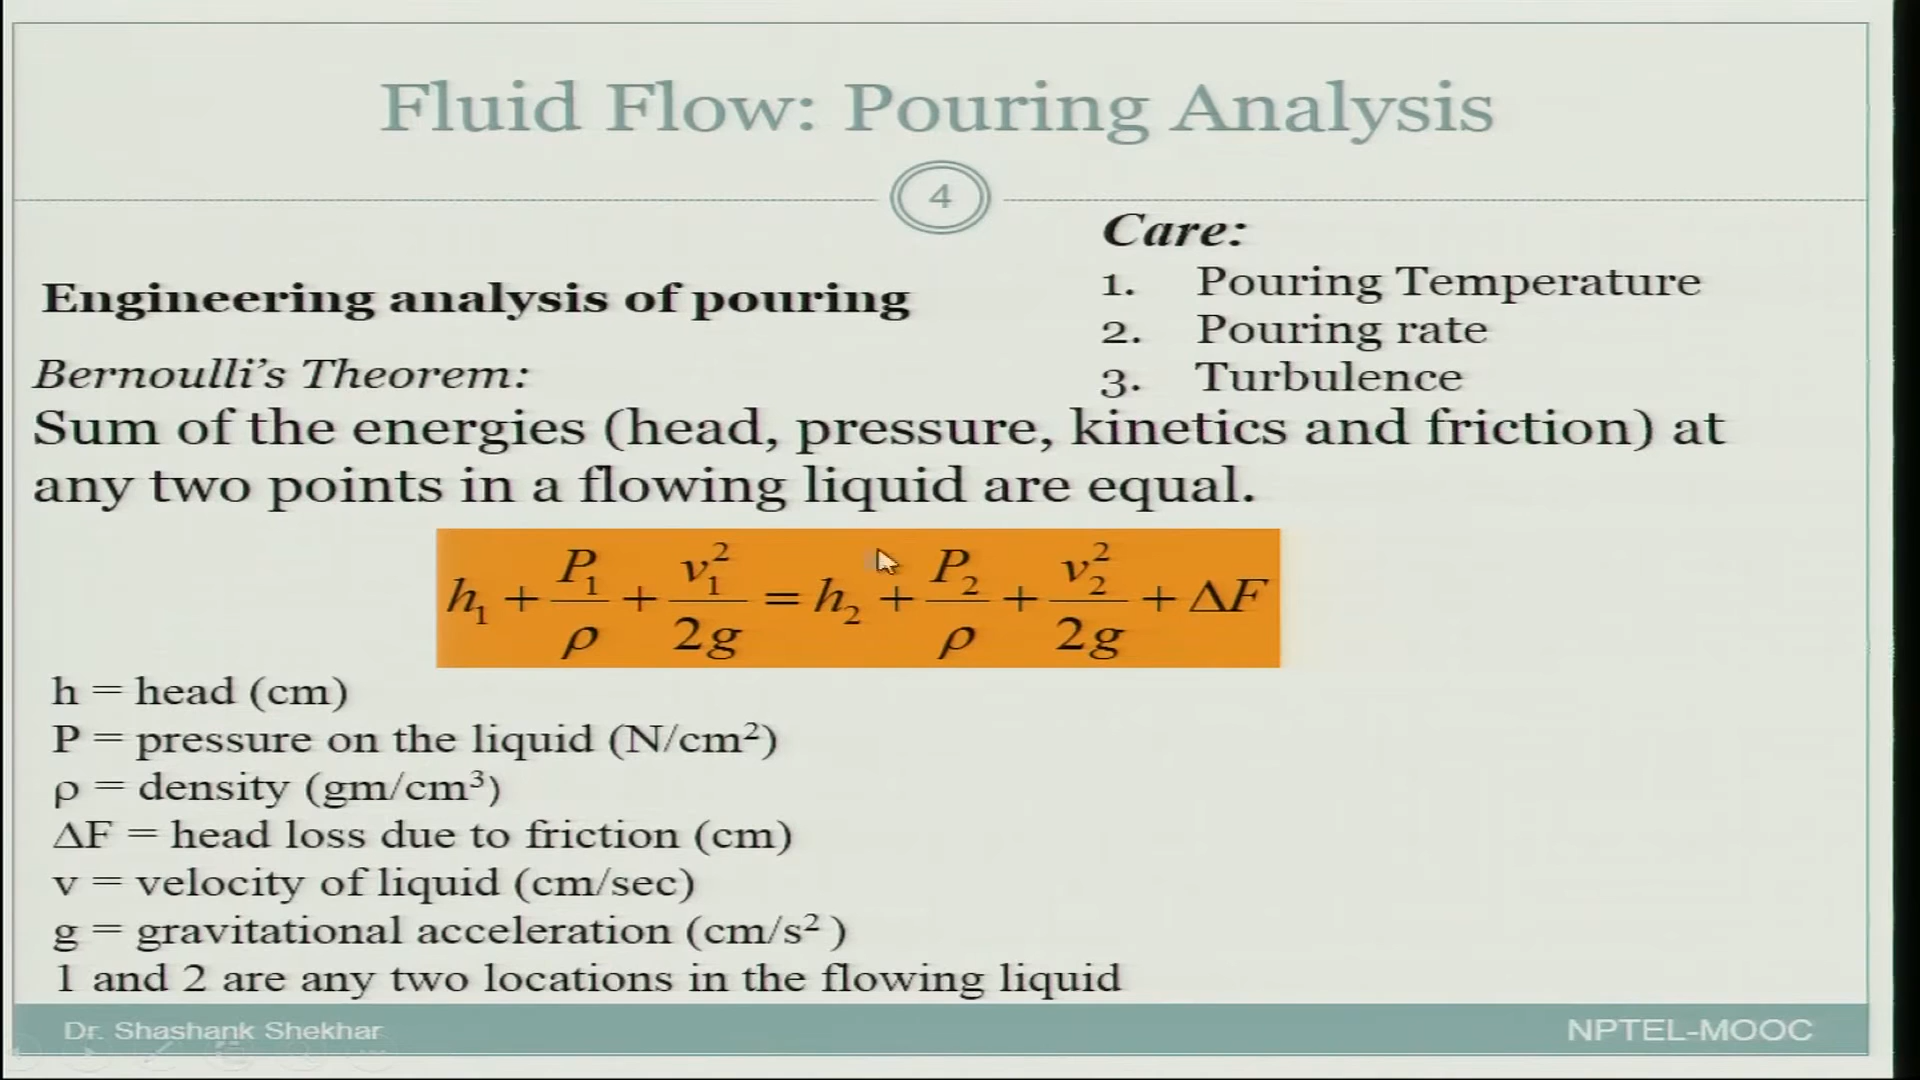 Fluid Flow: Pouring Analysis
4
Care:
1. Pouring Temperature
2. Pouring rate
3. Turbulence
Engineering analysis of pouring
Bernoulli’s Theorem:
Sum of the energies (head, pressure, kinetics and friction) at
any two points in a flowing liquid are equal.
h₁ + P₁/ρ + v₁²/2g = h₂ + P₂/ρ + v₂²/2g + ΔF
h = head (cm)
P = pressure on the liquid (N/cm²)
ρ = density (gm/cm³)
ΔF = head loss due to friction (cm)
v = velocity of liquid (cm/sec)
g = gravitational acceleration (cm/s² )
1 and 2 are any two locations in the flowing liquid
Dr. Shashank Shekhar
NPTEL-MOOC